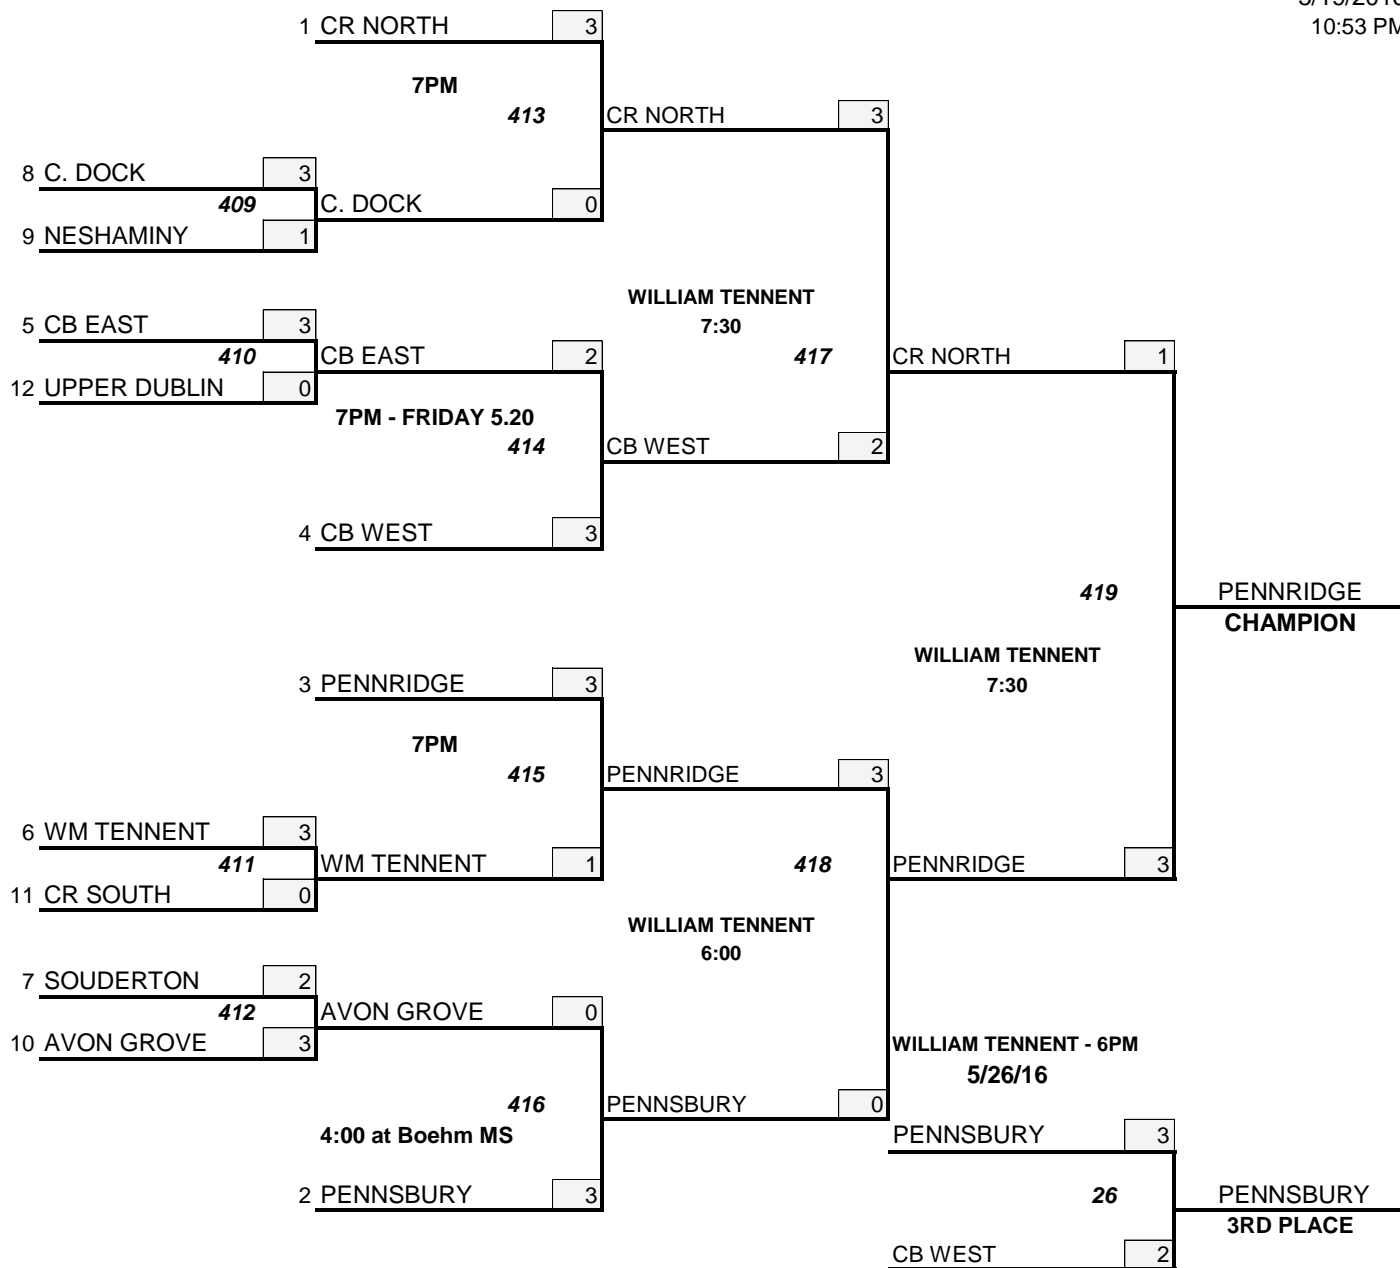 5/19/2016
10:53 PM
1 CR NORTH 3
7PM
413
CR NORTH 3
8 C. DOCK 3
409
C. DOCK 0
9 NESHAMINY 1
WILLIAM TENNENT
7:30
5 CB EAST 3
410
CB EAST 2
417
CR NORTH 1
12 UPPER DUBLIN 0
7PM - FRIDAY 5.20
414
CB WEST 2
4 CB WEST 3
419
PENNRIDGE
CHAMPION
WILLIAM TENNENT
7:30
3 PENNRIDGE 3
7PM
415
PENNRIDGE 3
6 WM TENNENT 3
411
WM TENNENT 1
418
PENNRIDGE 3
11 CR SOUTH 0
WILLIAM TENNENT
6:00
7 SOUDERTON 2
412
AVON GROVE 0
10 AVON GROVE 3
WILLIAM TENNENT - 6PM
5/26/16
416
PENNSBURY 0
4:00 at Boehm MS
PENNSBURY 3
2 PENNSBURY 3
26
PENNSBURY
3RD PLACE
CB WEST 2